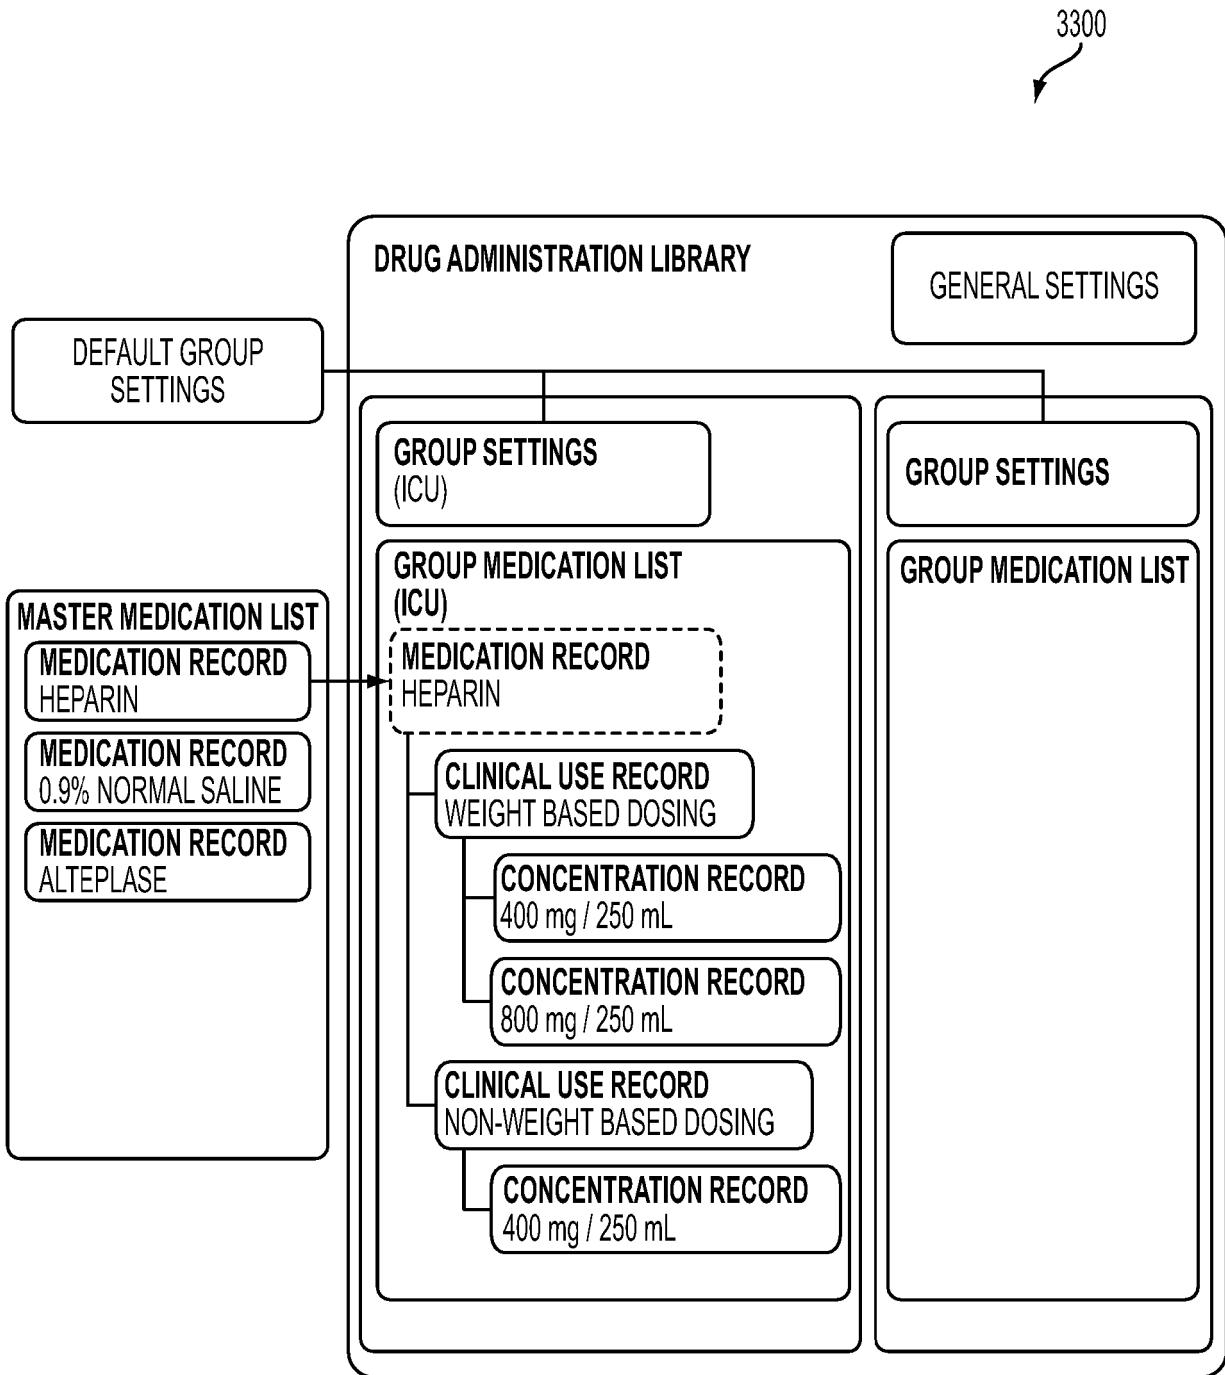 3300
DRUG ADMINISTRATION LIBRARY
GENERAL SETTINGS
DEFAULT GROUP
SETTINGS
GROUP SETTINGS
(ICU)
GROUP SETTINGS
GROUP MEDICATION LIST
(ICU)
GROUP MEDICATION LIST
MASTER MEDICATION LIST
MEDICATION RECORD
HEPARIN
MEDICATION RECORD
0.9% NORMAL SALINE
MEDICATION RECORD
ALTEPLASE
MEDICATION RECORD
HEPARIN
CLINICAL USE RECORD
WEIGHT BASED DOSING
CONCENTRATION RECORD
400 mg / 250 mL
CONCENTRATION RECORD
800 mg / 250 mL
CLINICAL USE RECORD
NON-WEIGHT BASED DOSING
CONCENTRATION RECORD
400 mg / 250 mL